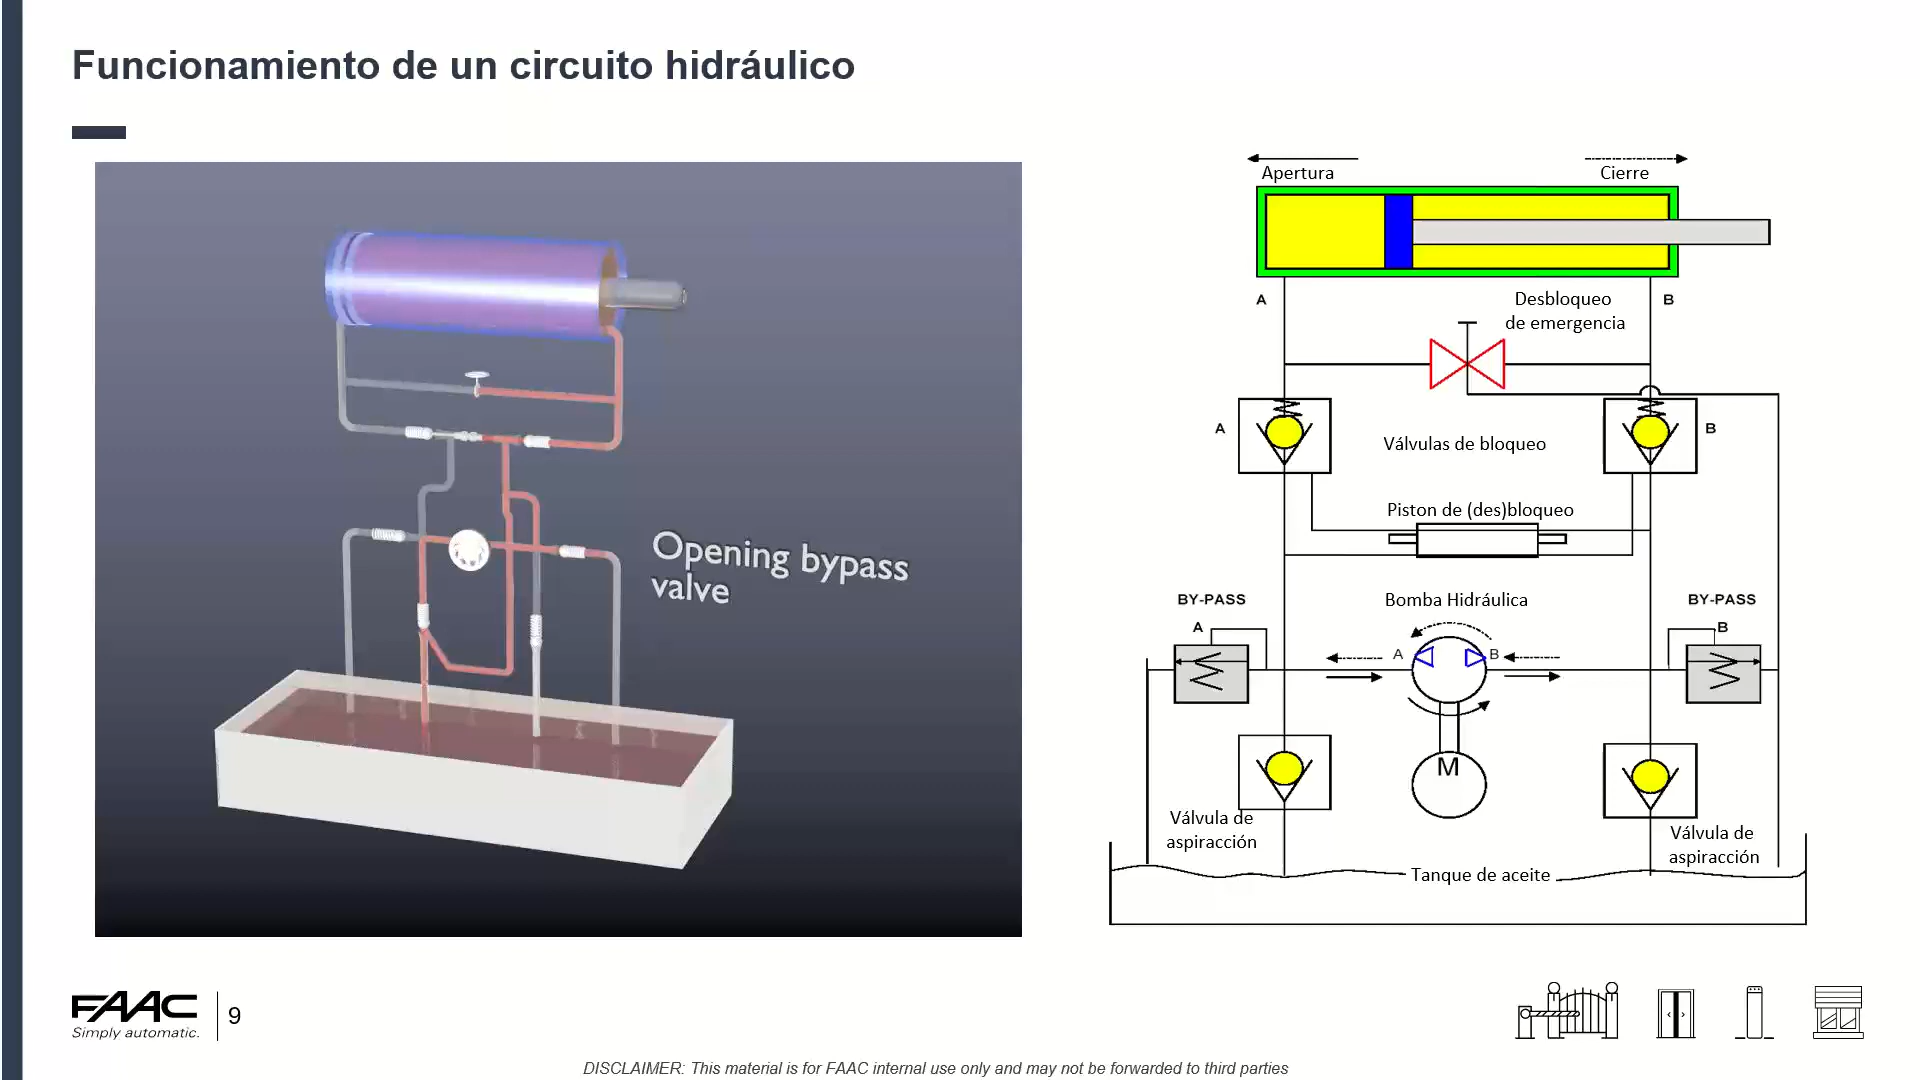 Funcionamiento de un circuito hidráulico
Opening bypass
valve
Apertura
Cierre
A
Desbloqueo
de emergencia
B
A
Válvulas de bloqueo
B
Piston de (des)bloqueo
BY-PASS
A
Bomba Hidráulica
BY-PASS
B
A
B
M
Válvula de
aspiracción
Válvula de
aspiracción
Tanque de aceite
FAAC
Simply automatic.
9
DISCLAIMER: This material is for FAAC internal use only and may not be forwarded to third parties